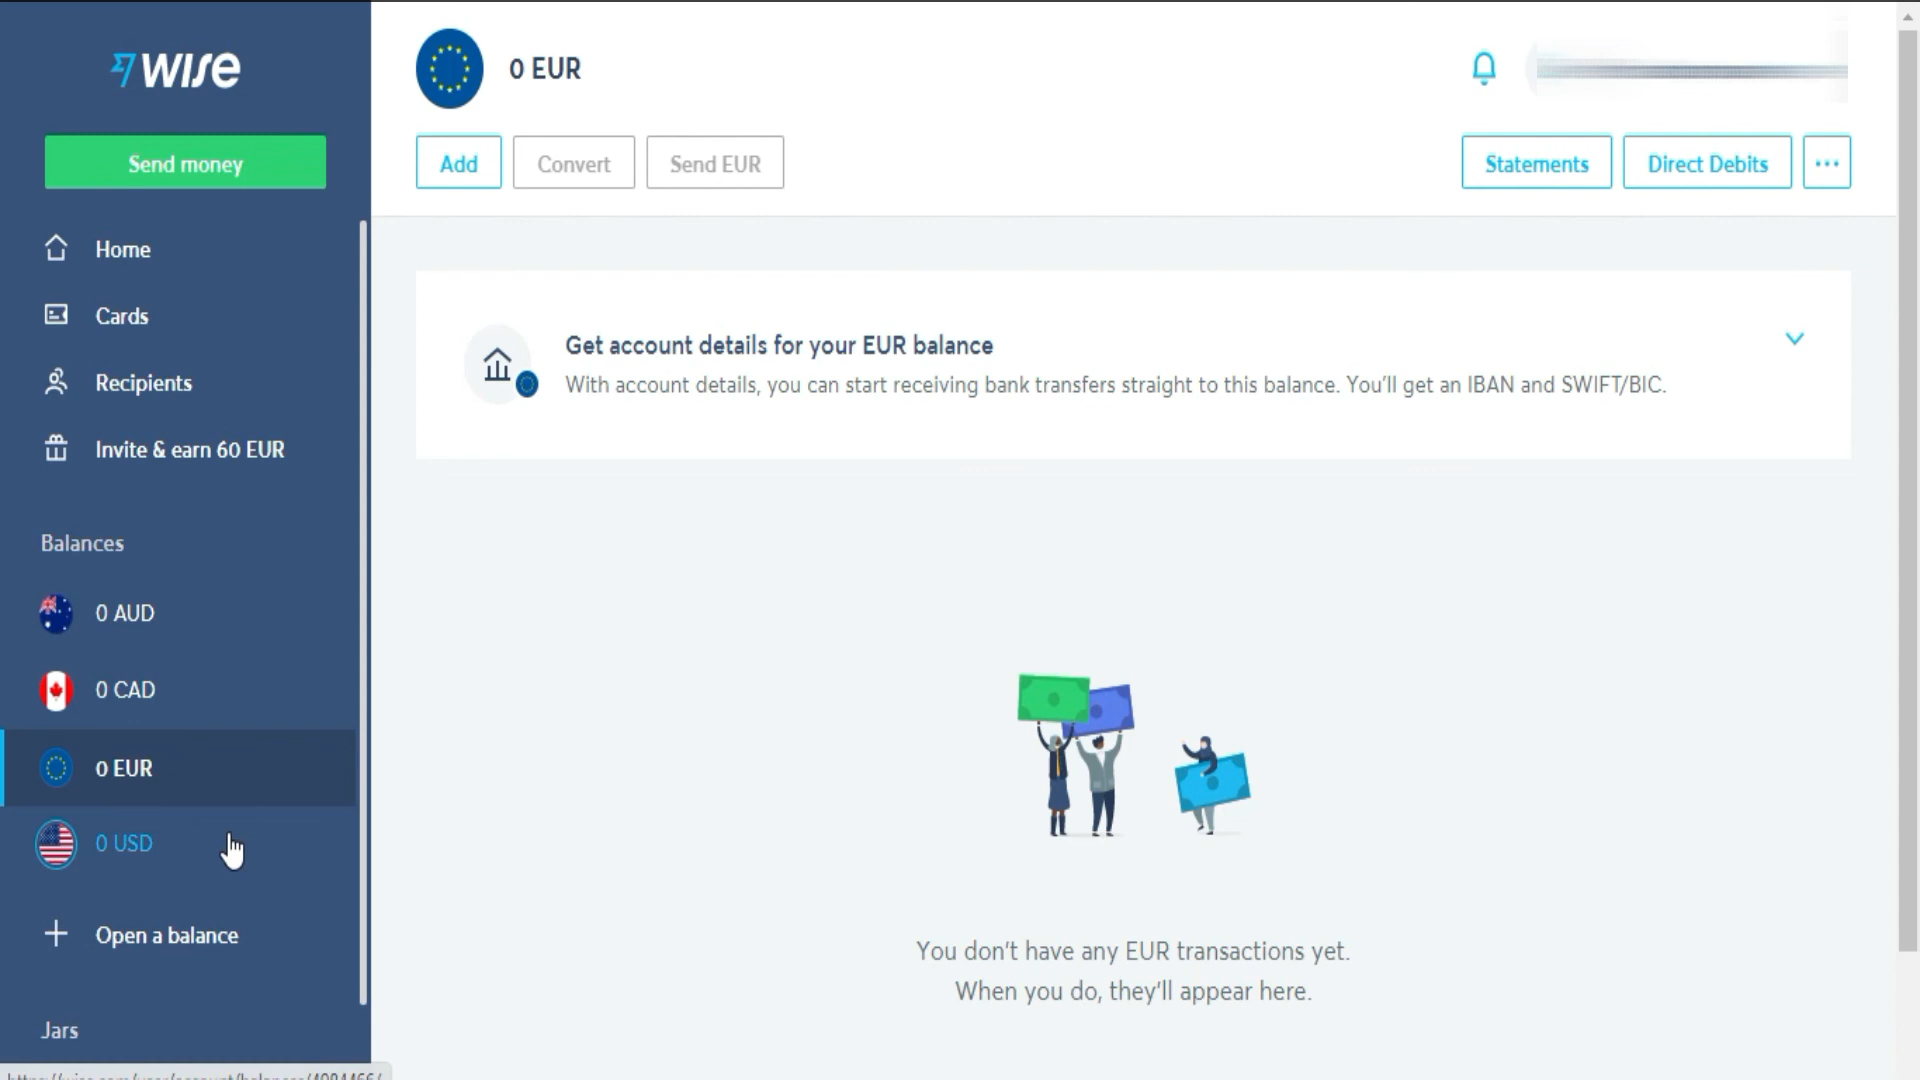 WISE
Send money
Home
Cards
Recipients
Invite & earn 60 EUR
Balances
0 AUD
0 CAD
0 EUR
0 USD
Open a balance
Jars
0 EUR
Add
Convert
Send EUR
Statements
Direct Debits
Get account details for your EUR balance
With account details, you can start receiving bank transfers straight to this balance. You'll get an IBAN and SWIFT/BIC.
You don't have any EUR transactions yet.
When you do, they'll appear here.